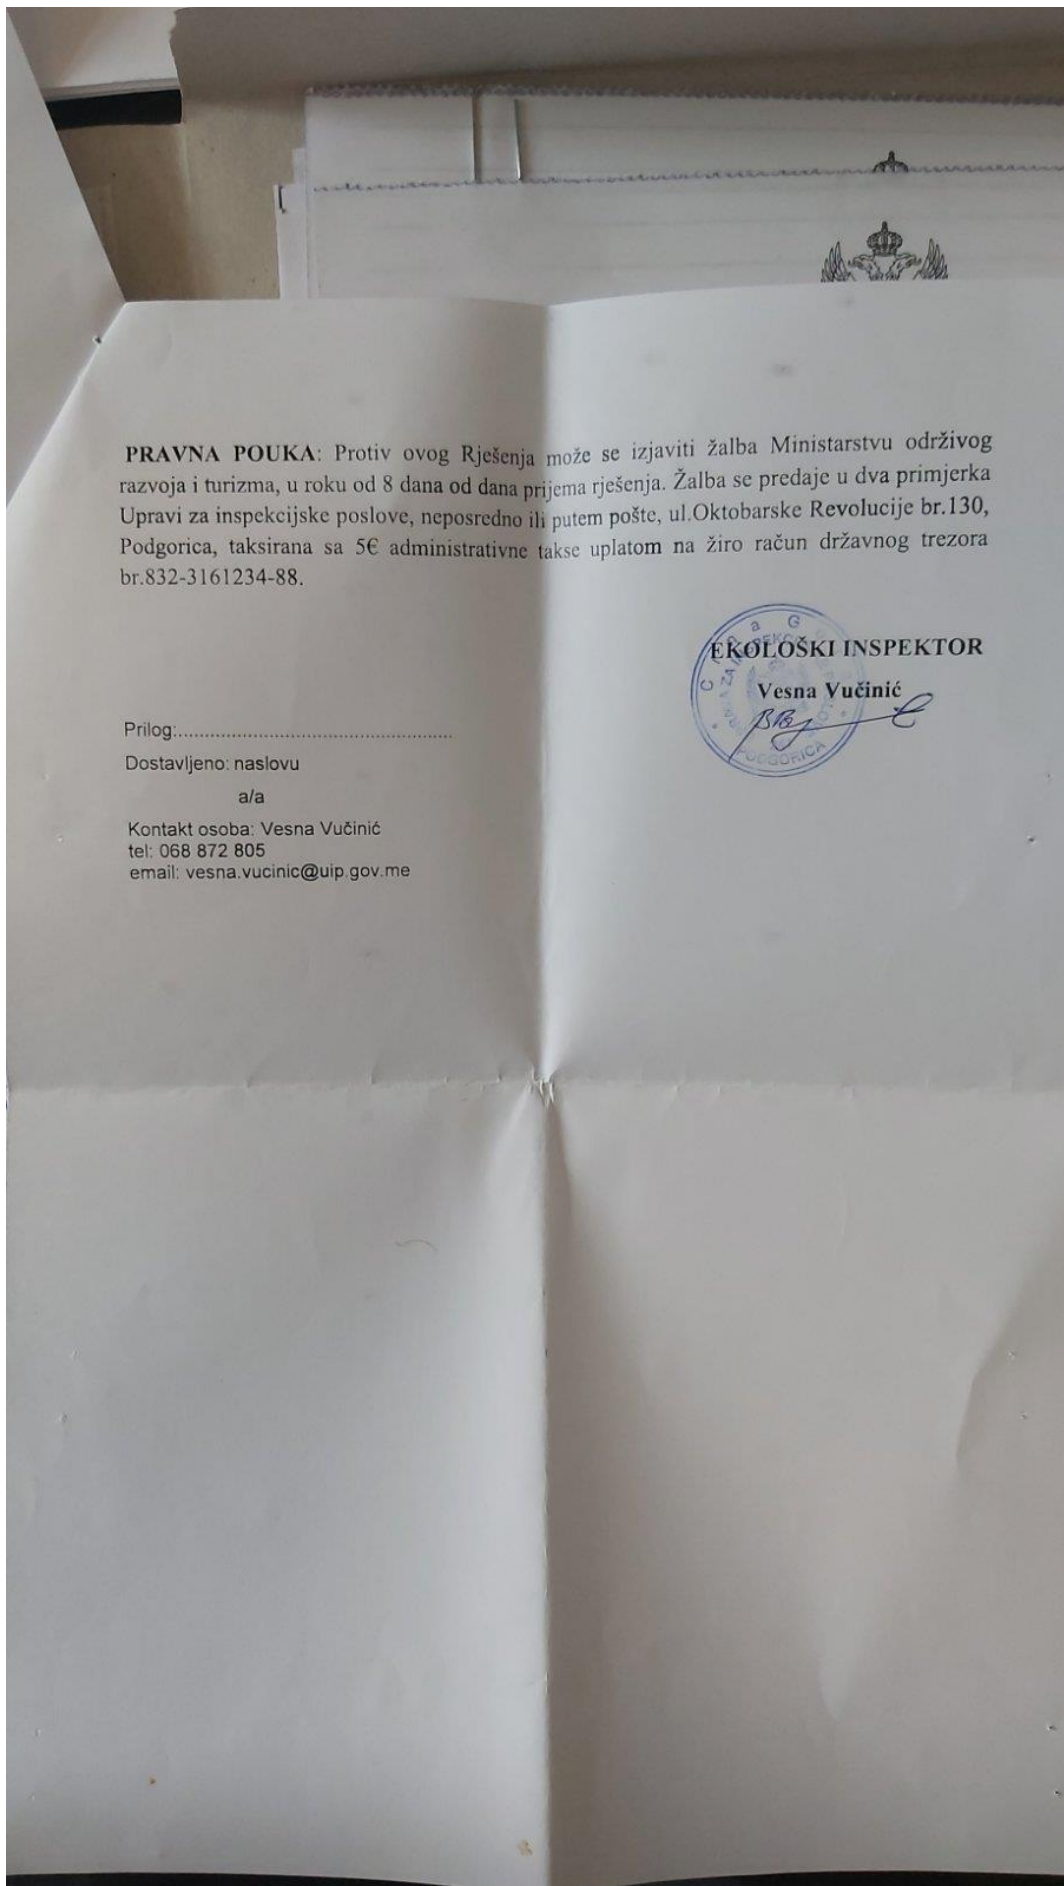 PRAVNA POUKA: Protiv ovog Rješenja može se izjaviti žalba Ministarstvu održivog
razvoja i turizma, u roku od 8 dana od dana prijema rješenja. Žalba se predaje u dva primjerka
Upravi za inspekcijske poslove, neposredno ili putem pošte, ul.Oktobarske Revolucije br.130,
Podgorica, taksirana sa 5€ administrativne takse uplatom na žiro račun državnog trezora
br.832-3161234-88.
EKOLOŠKI INSPEKTOR
Vesna Vučinić
PODGORICA
Prilog:......................................................
Dostavljeno: naslovu
a/a
Kontakt osoba: Vesna Vučinić
tel: 068 872 805
email: vesna.vucinic@uip.gov.me